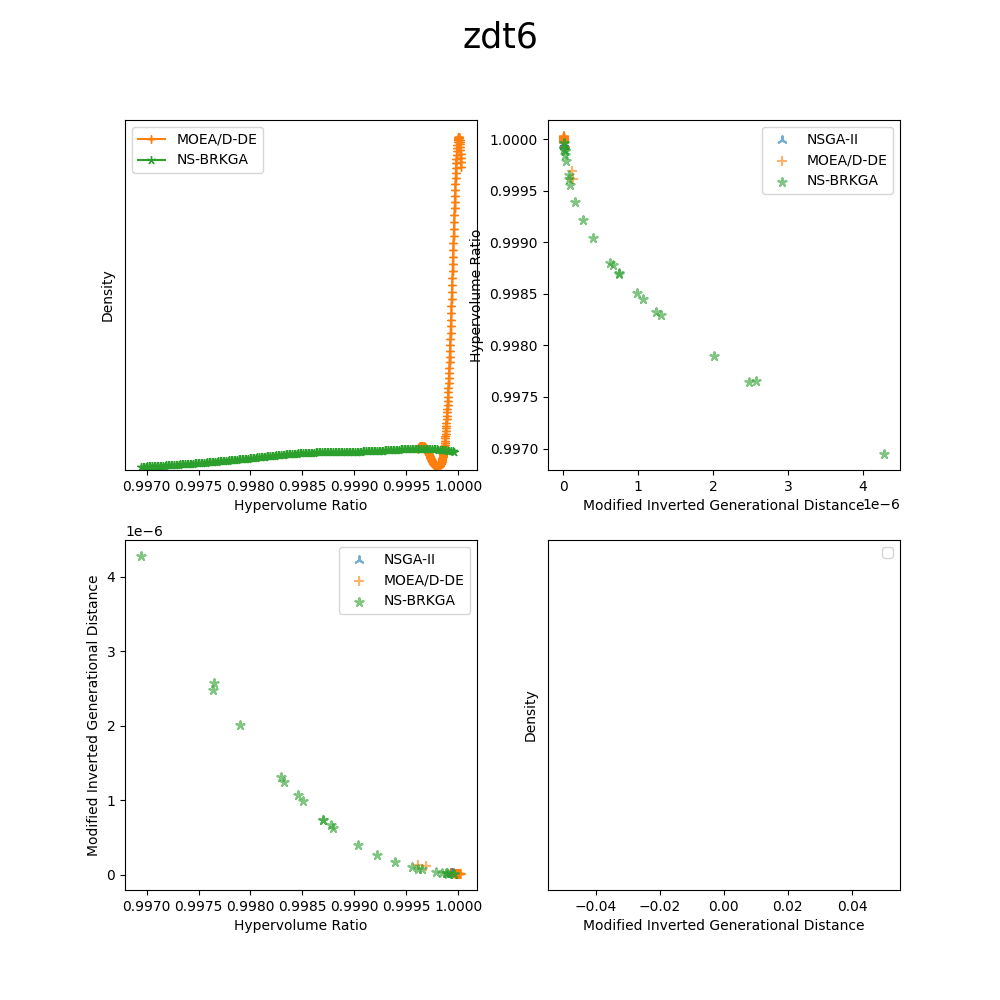 zdt6
MOEA/D-DE
NS-BRKGA
Density
0.9970 0.9975 0.9980 0.9985 0.9990 0.9995 1.0000
Hypervolume Ratio
NSGA-II
MOEA/D-DE
NS-BRKGA
1.0000
0.9995
0.9990
0.9985
0.9980
0.9975
0.9970
Hypervolume Ratio
0 1 2 3 4
1e−6
Modified Inverted Generational Distance
1e−6
NSGA-II
MOEA/D-DE
NS-BRKGA
4
3
2
1
0
Modified Inverted Generational Distance
0.9970 0.9975 0.9980 0.9985 0.9990 0.9995 1.0000
Hypervolume Ratio
Density
−0.04 −0.02 0.00 0.02 0.04
Modified Inverted Generational Distance